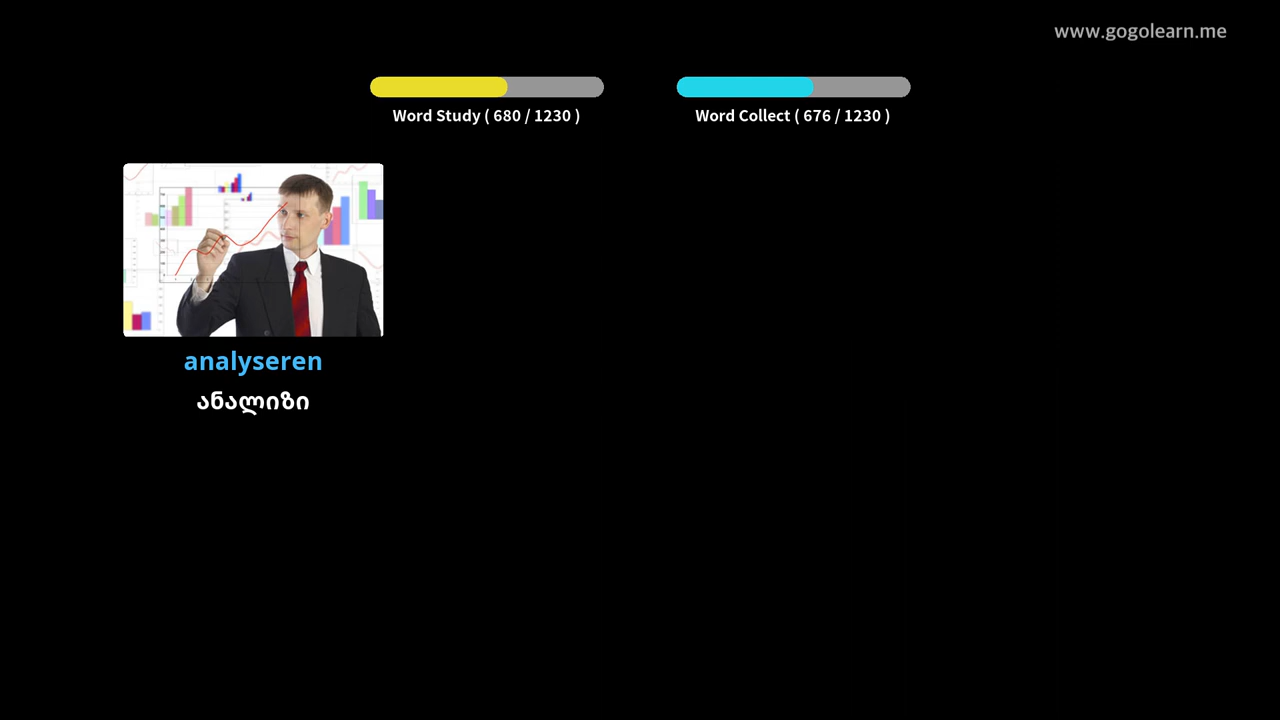 www.gogolearn.me
Word Study ( 680 / 1230 )
Word Collect ( 676 / 1230 )
analyseren
ანალიზი